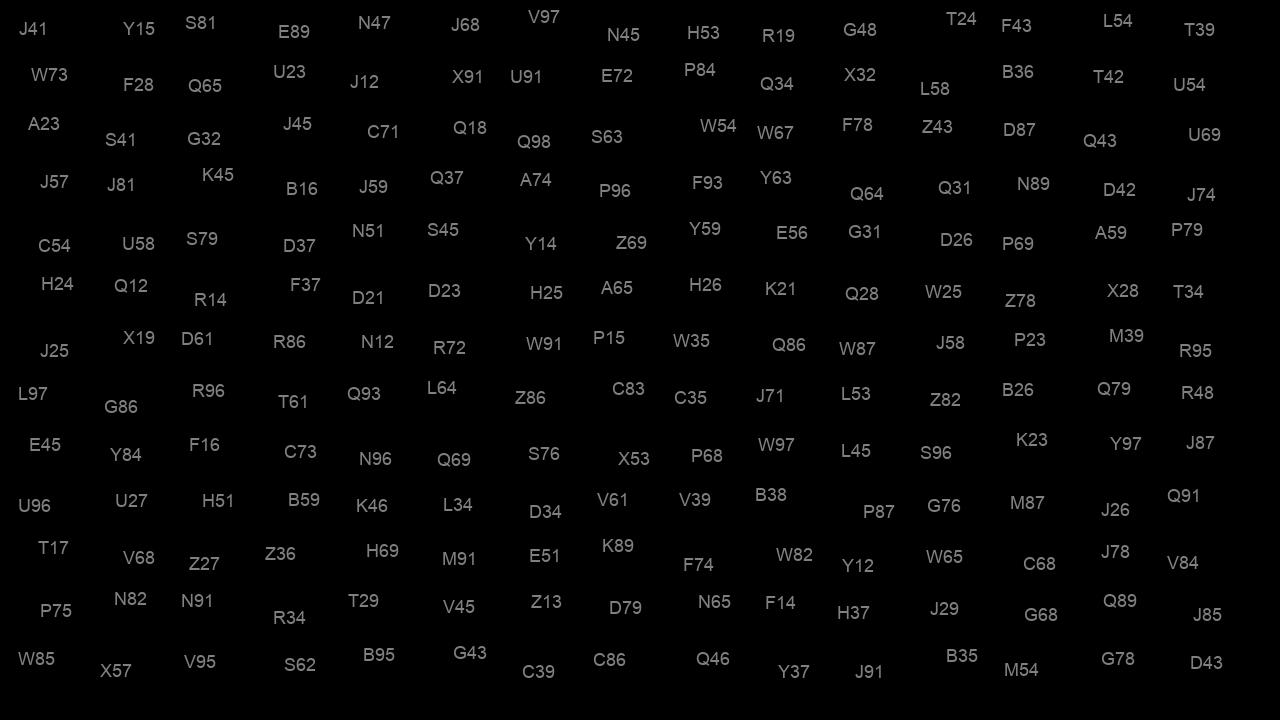 J41 Y15 S81 E89 N47 J68 V97 N45 H53 R19 G48 T24 F43 L54 T39
W73 F28 Q65 U23 J12 X91 U91 E72 P84 Q34 X32 L58 B36 T42 U54
A23 S41 G32 J45 C71 Q18 Q98 S63 W54 W67 F78 Z43 D87 Q43 U69
J57 J81 K45 B16 J59 Q37 A74 P96 F93 Y63 Q64 Q31 N89 D42 J74
C54 U58 S79 D37 N51 S45 Y14 Z69 Y59 E56 G31 D26 P69 A59 P79
H24 Q12 R14 F37 D21 D23 H25 A65 H26 K21 Q28 W25 Z78 X28 T34
J25 X19 D61 R86 N12 R72 W91 P15 W35 Q86 W87 J58 P23 M39 R95
L97 G86 R96 T61 Q93 L64 Z86 C83 C35 J71 L53 Z82 B26 Q79 R48
E45 Y84 F16 C73 N96 Q69 S76 X53 P68 W97 L45 S96 K23 Y97 J87
U96 U27 H51 B59 K46 L34 D34 V61 V39 B38 P87 G76 M87 J26 Q91
T17 V68 Z27 Z36 H69 M91 E51 K89 F74 W82 Y12 W65 C68 J78 V84
P75 N82 N91 R34 T29 V45 Z13 D79 N65 F14 H37 J29 G68 Q89 J85
W85 X57 V95 S62 B95 G43 C39 C86 Q46 Y37 J91 B35 M54 G78 D43